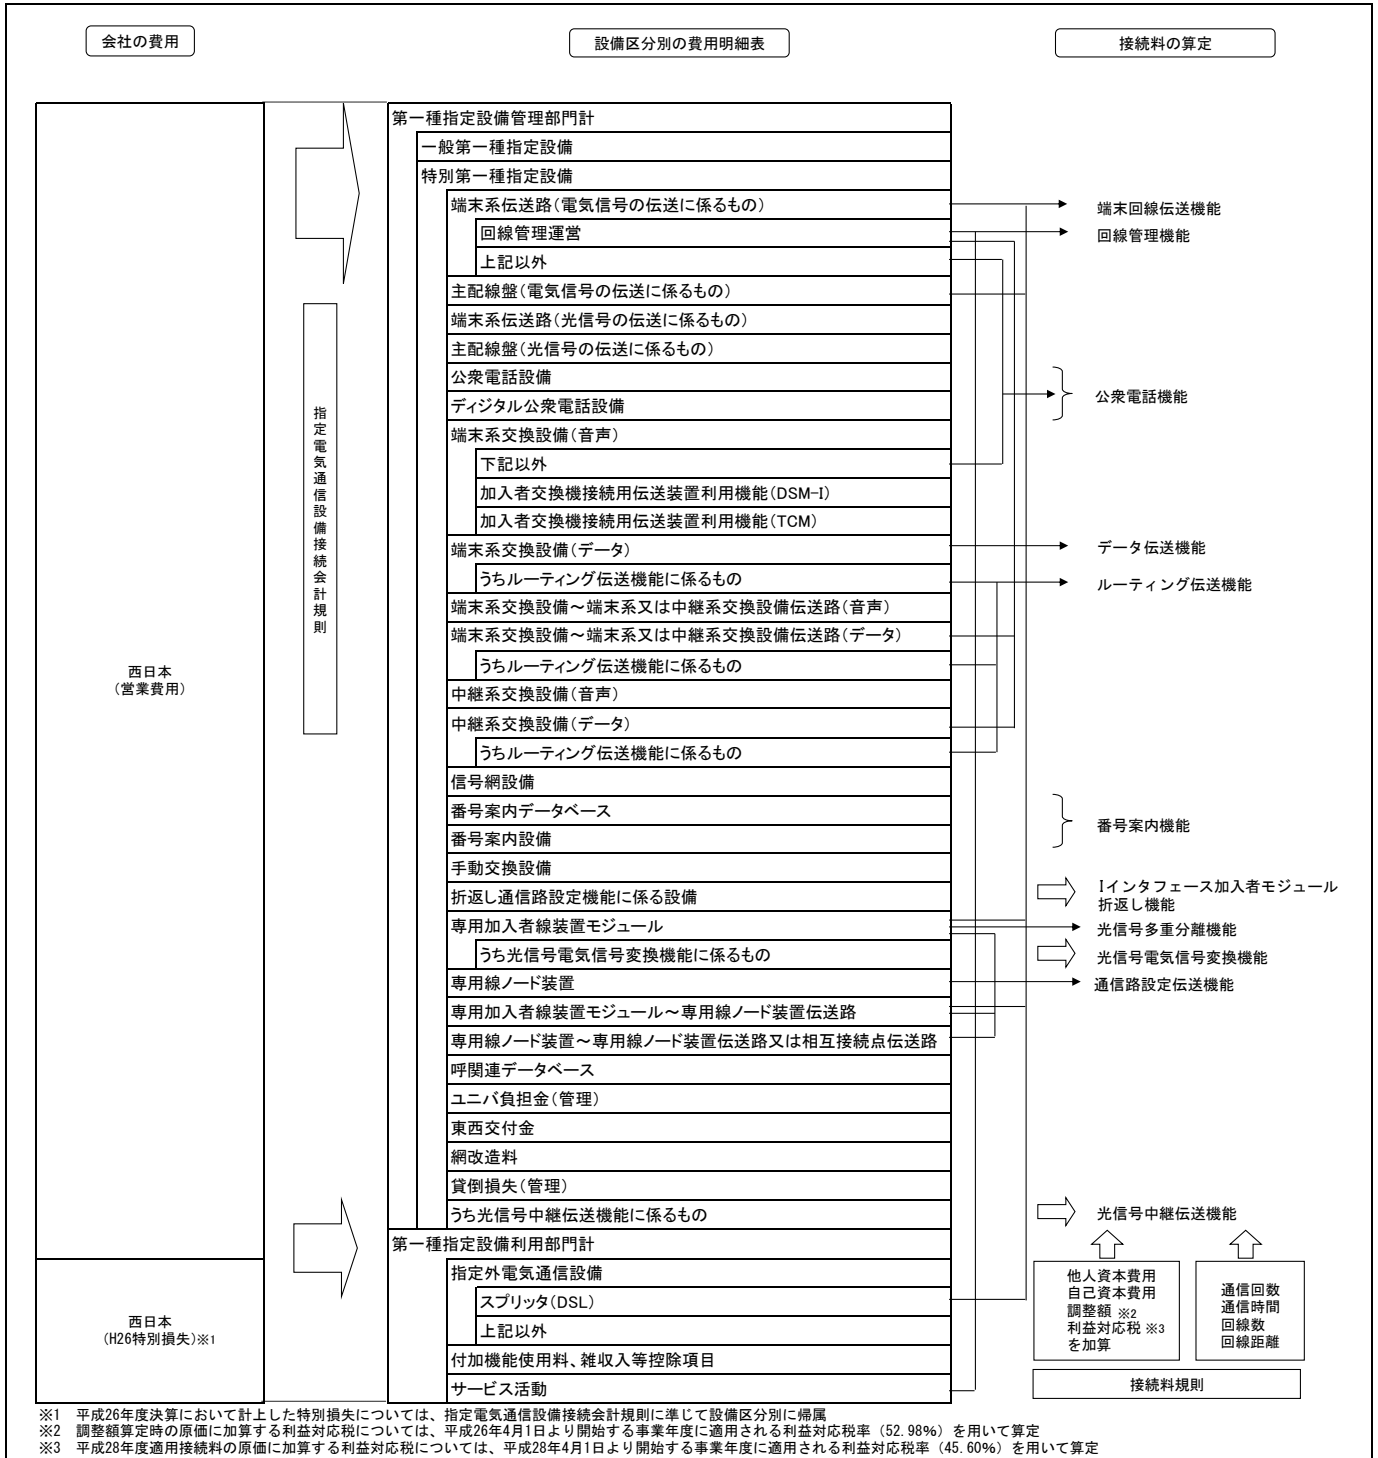 会社の費用
設備区分別の費用明細表
接続料の算定
西日本
(営業費用)
西日本
(H26特別損失)※1
指定電気通信設備接続会計規則
第一種指定設備管理部門計
一般第一種指定設備
特別第一種指定設備
端末系伝送路(電気信号の伝送に係るもの)
回線管理運営
上記以外
主配線盤(電気信号の伝送に係るもの)
端末系伝送路(光信号の伝送に係るもの)
主配線盤(光信号の伝送に係るもの)
公衆電話設備
ディジタル公衆電話設備
端末系交換設備(音声)
下記以外
加入者交換機接続用伝送装置利用機能(DSM-I)
加入者交換機接続用伝送装置利用機能(TCM)
端末系交換設備(データ)
うちルーティング伝送機能に係るもの
端末系交換設備~端末系又は中継系交換設備伝送路(音声)
端末系交換設備~端末系又は中継系交換設備伝送路(データ)
うちルーティング伝送機能に係るもの
中継系交換設備(音声)
中継系交換設備(データ)
うちルーティング伝送機能に係るもの
信号網設備
番号案内データベース
番号案内設備
手動交換設備
折返し通信路設定機能に係る設備
専用加入者線装置モジュール
うち光信号電気信号変換機能に係るもの
専用線ノード装置
専用加入者線装置モジュール~専用線ノード装置伝送路
専用線ノード装置~専用線ノード装置伝送路又は相互接続点伝送路
呼関連データベース
ユニバ負担金(管理)
東西交付金
網改造料
貸倒損失(管理)
うち光信号中継伝送機能に係るもの
第一種指定設備利用部門計
指定外電気通信設備
スプリッタ(DSL)
上記以外
付加機能使用料、雑収入等控除項目
サービス活動
端末回線伝送機能
回線管理機能
公衆電話機能
データ伝送機能
ルーティング伝送機能
番号案内機能
Iインタフェース加入者モジュール
折返し機能
光信号多重分離機能
光信号電気信号変換機能
通信路設定伝送機能
光信号中継伝送機能
他人資本費用
自己資本費用
調整額 ※2
利益対応税 ※3
を加算
通信回数
通信時間
回線数
回線距離
接続料規則
※1 平成26年度決算において計上した特別損失については、指定電気通信設備接続会計規則に準じて設備区分別に帰属
※2 調整額算定時の原価に加算する利益対応税については、平成26年4月1日より開始する事業年度に適用される利益対応税率(52.98%)を用いて算定
※3 平成28年度適用接続料の原価に加算する利益対応税については、平成28年4月1日より開始する事業年度に適用される利益対応税率(45.60%)を用いて算定